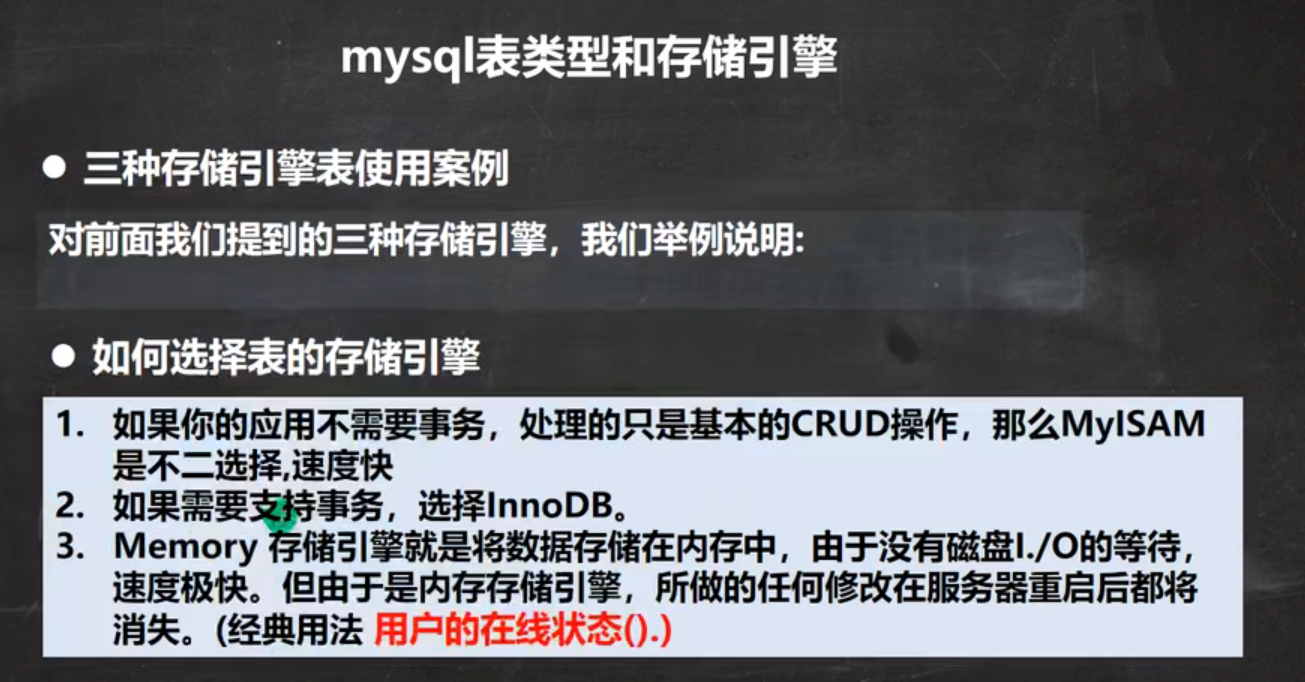 mysql表类型和存储引擎
● 三种存储引擎表使用案例
对前面我们提到的三种存储引擎，我们举例说明:
● 如何选择表的存储引擎
1. 如果你的应用不需要事务，处理的只是基本的CRUD操作，那么MyISAM
是不二选择,速度快
2. 如果需要支持事务，选择InnoDB。
3. Memory 存储引擎就是将数据存储在内存中，由于没有磁盘I./O的等待，
速度极快。但由于是内存存储引擎，所做的任何修改在服务器重启后都将
消失。(经典用法 用户的在线状态().)